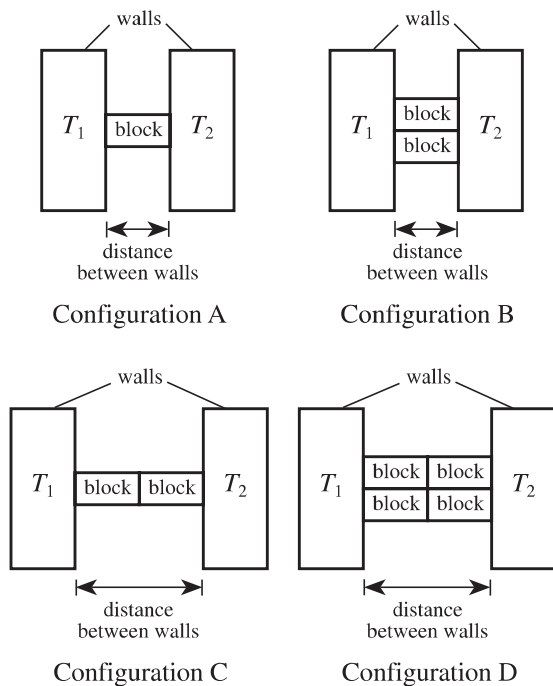 walls
walls
T₁
block
T₂
T₁
block
block
T₂
distance
between walls
distance
between walls
Configuration A
Configuration B
walls
walls
T₁
block block
T₂
T₁
block block
block block
T₂
distance
between walls
distance
between walls
Configuration C
Configuration D